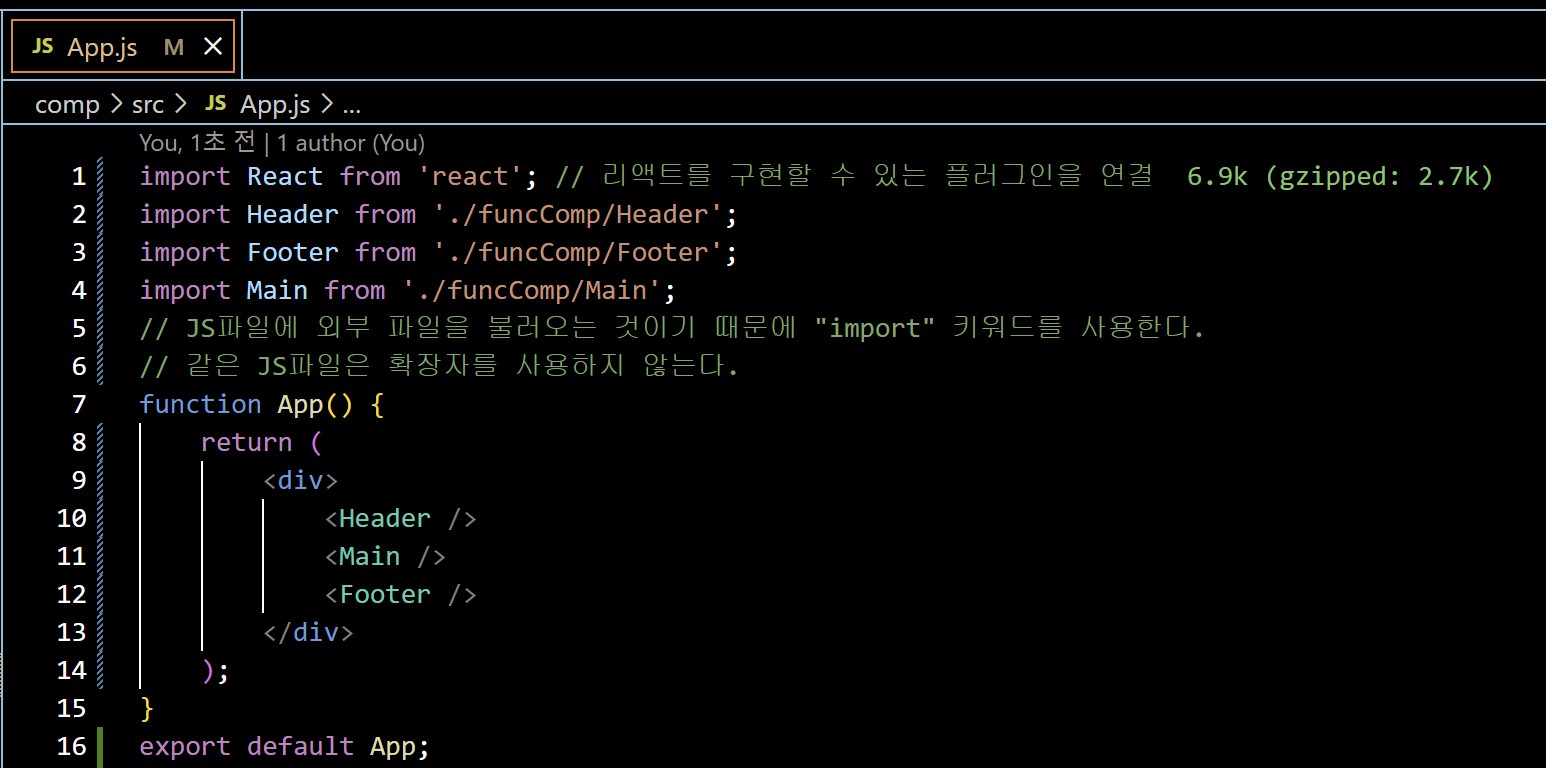 JS App.js M
comp > src > JS App.js > ...
You, 1초 전 | 1 author (You)
1 import React from 'react'; // 리액트를 구현할 수 있는 플러그인을 연결 6.9k (gzipped: 2.7k)
2 import Header from './funcComp/Header';
3 import Footer from './funcComp/Footer';
4 import Main from './funcComp/Main';
5 // JS파일에 외부 파일을 불러오는 것이기 때문에 "import" 키워드를 사용한다.
6 // 같은 JS파일은 확장자를 사용하지 않는다.
7 function App() {
8     return (
9         <div>
10             <Header />
11             <Main />
12             <Footer />
13         </div>
14     );
15 }
16 export default App;